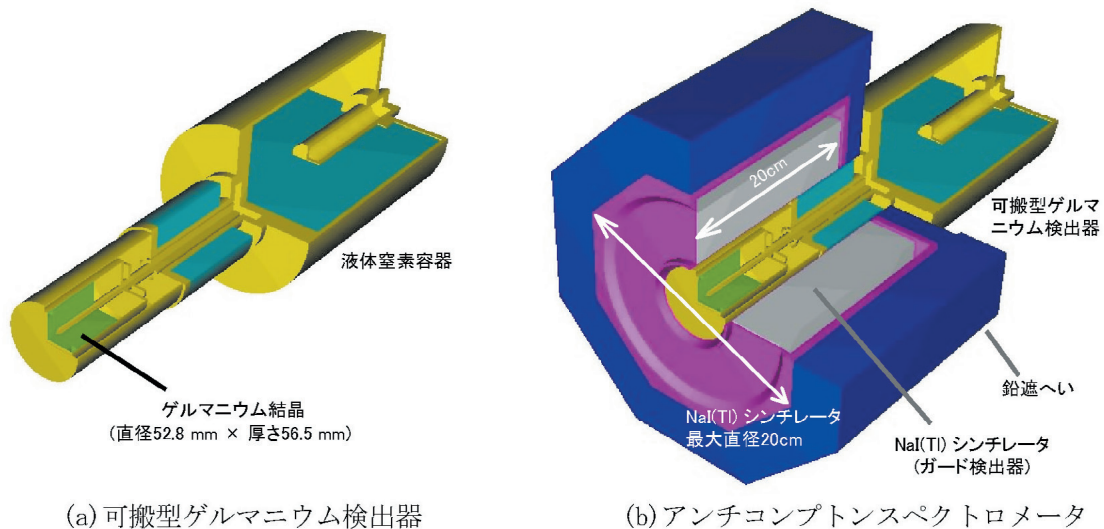 液体窒素容器
ゲルマニウム結晶
(直径52.8 mm × 厚さ56.5 mm)
(a)可搬型ゲルマニウム検出器
20cm
可搬型ゲルマ
ニウム検出器
鉛遮へい
NaI(Tl) シンチレータ
最大直径20cm
NaI(Tl) シンチレータ
(ガード検出器)
(b)アンチコンプトンスペクトロメータ